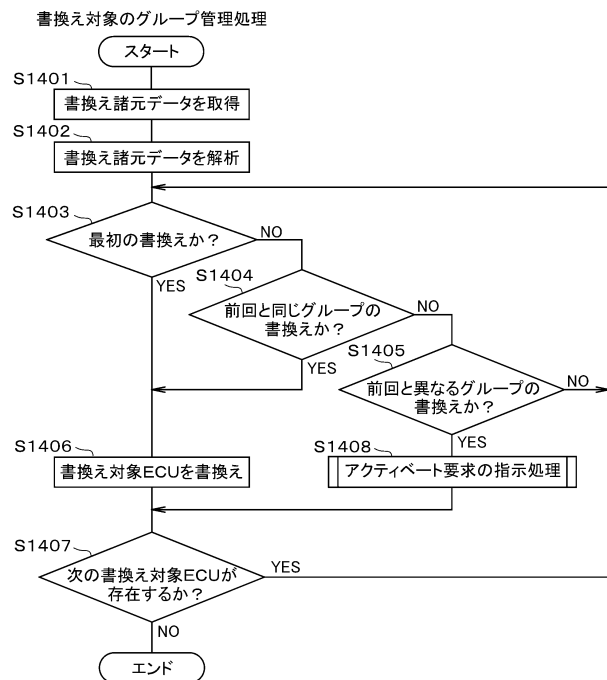 書換え対象のグループ管理処理
スタート
S1401
書換え諸元データを取得
S1402
書換え諸元データを解析
S1403
最初の書換えか？
NO
YES
S1404
前回と同じグループの
書換えか？
NO
YES
S1405
前回と異なるグループの
書換えか？
NO
YES
S1406
書換え対象ECUを書換え
S1408
アクティベート要求の指示処理
S1407
次の書換え対象ECUが
存在するか？
YES
NO
エンド